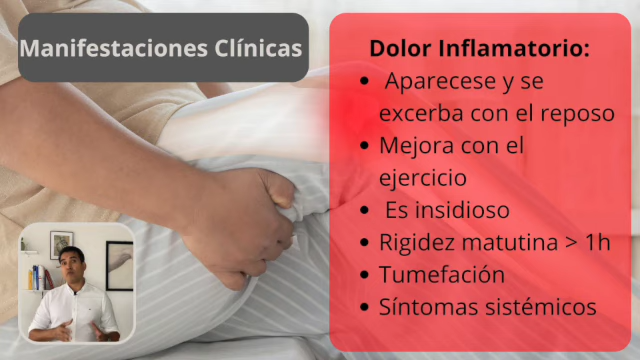 Manifestaciones Clínicas
Dolor Inflamatorio:
• Aparecese y se
excerba con el reposo
• Mejora con el
ejercicio
• Es insidioso
• Rigidez matutina > 1h
• Tumefación
• Síntomas sistémicos